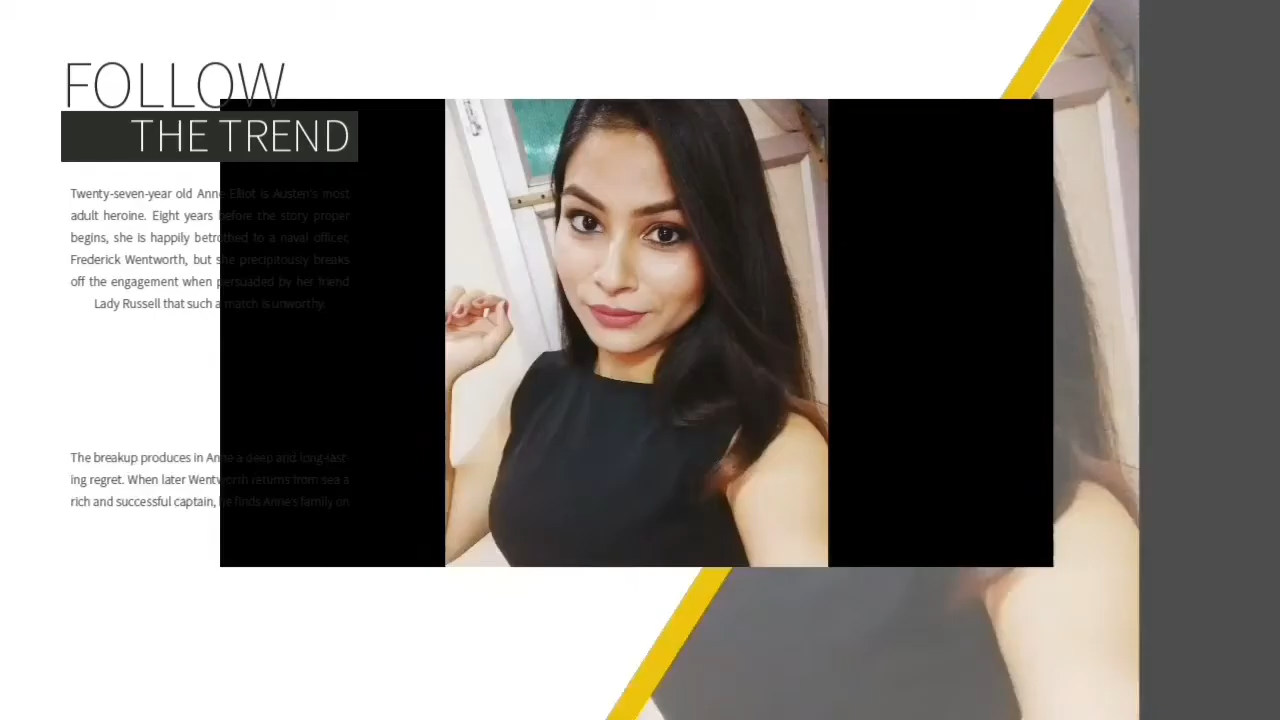 FOLLOW
THE TREND
Twenty-seven-year old Anne Elliot is Austen's most
adult heroine. Eight years before the story proper
begins, she is happily betrothed to a naval officer,
Frederick Wentworth, but she precipitously breaks
off the engagement when persuaded by her friend
Lady Russell that such a match is unworthy.
The breakup produces in Anne a deep and long-last-
ing regret. When later Wentworth returns from sea a
rich and successful captain, he finds Anne's family on